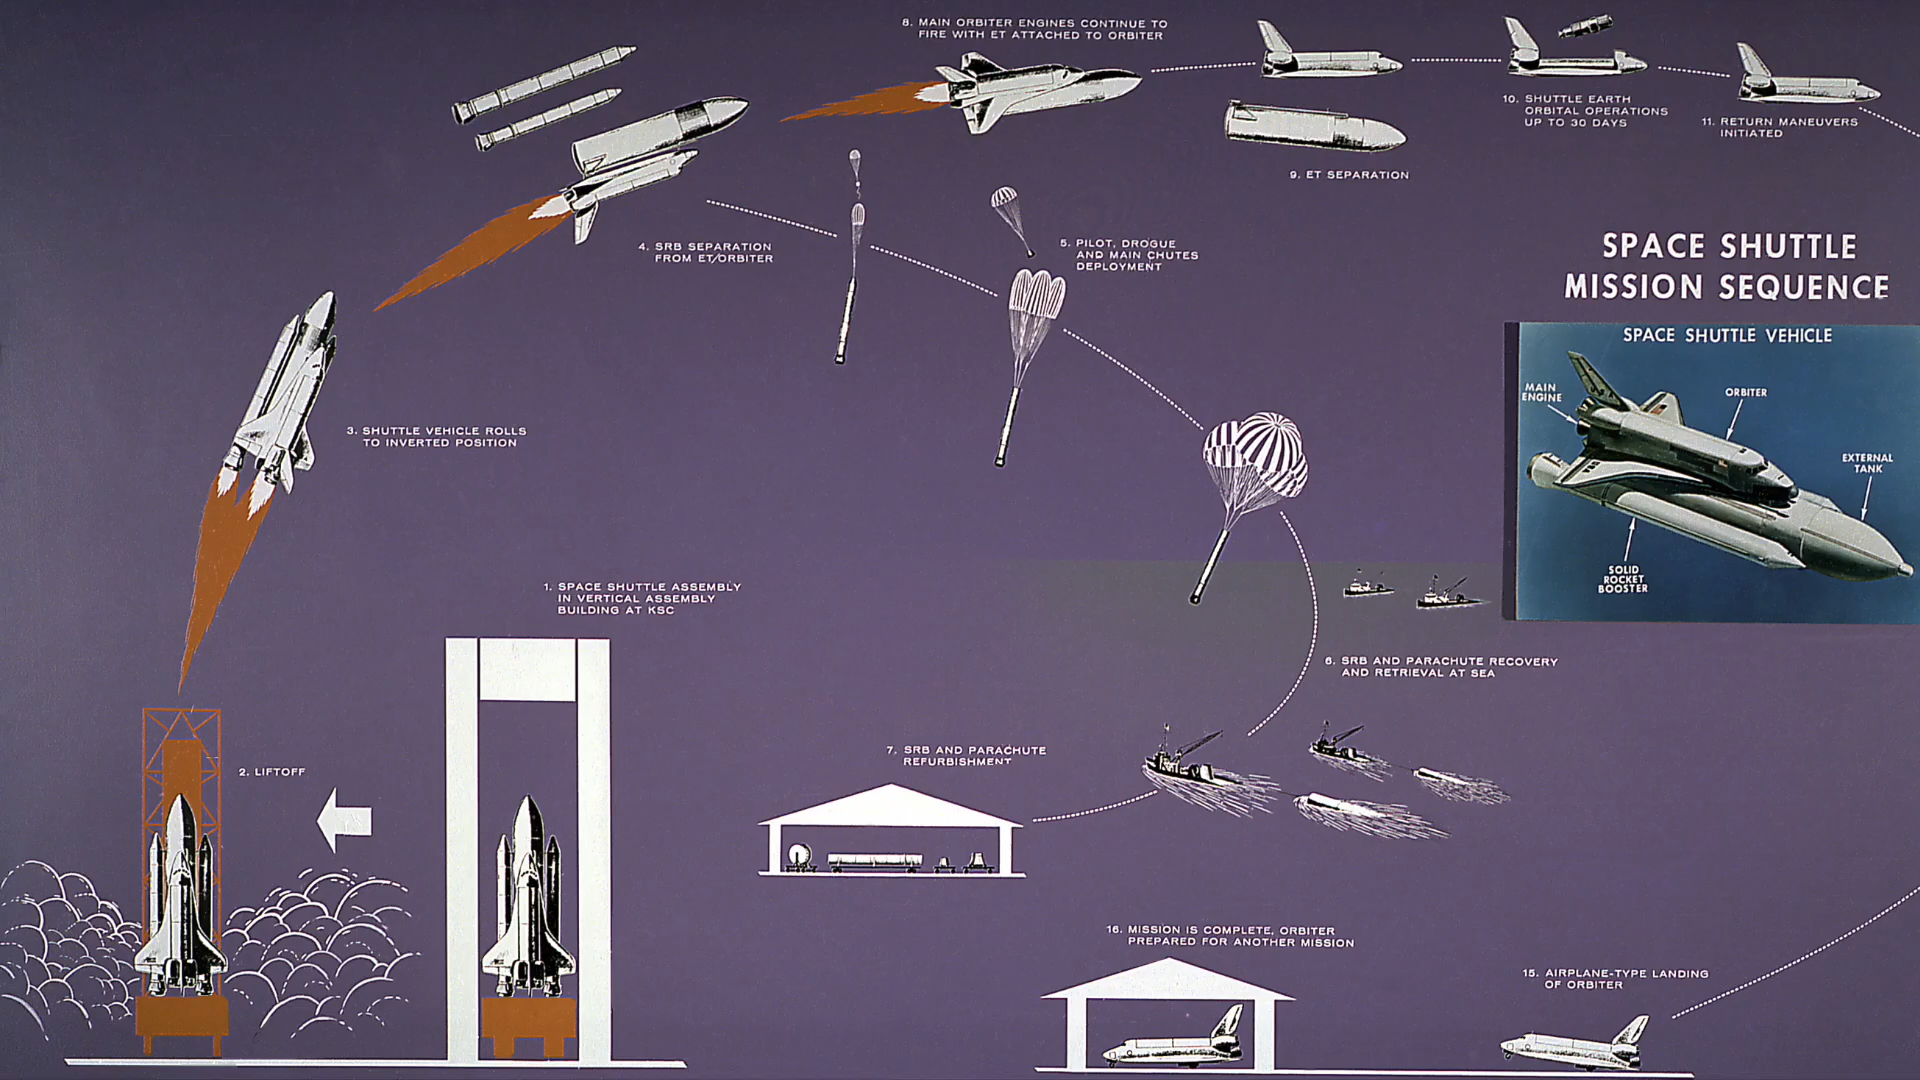 8. MAIN ORBITER ENGINES CONTINUE TO
FIRE WITH ET ATTACHED TO ORBITER
10. SHUTTLE EARTH
ORBITAL OPERATIONS
UP TO 30 DAYS
11. RETURN MANEUVERS
INITIATED
9. ET SEPARATION
4. SRB SEPARATION
FROM ET/ORBITER
5. PILOT, DROGUE
AND MAIN CHUTES
DEPLOYMENT
SPACE SHUTTLE
MISSION SEQUENCE
SPACE SHUTTLE VEHICLE
MAIN
ENGINE
ORBITER
EXTERNAL
TANK
SOLID
ROCKET
BOOSTER
3. SHUTTLE VEHICLE ROLLS
TO INVERTED POSITION
1. SPACE SHUTTLE ASSEMBLY
IN VERTICAL ASSEMBLY
BUILDING AT KSC
6. SRB AND PARACHUTE RECOVERY
AND RETRIEVAL AT SEA
2. LIFTOFF
7. SRB AND PARACHUTE
REFURBISHMENT
16. MISSION IS COMPLETE, ORBITER
PREPARED FOR ANOTHER MISSION
15. AIRPLANE-TYPE LANDING
OF ORBITER